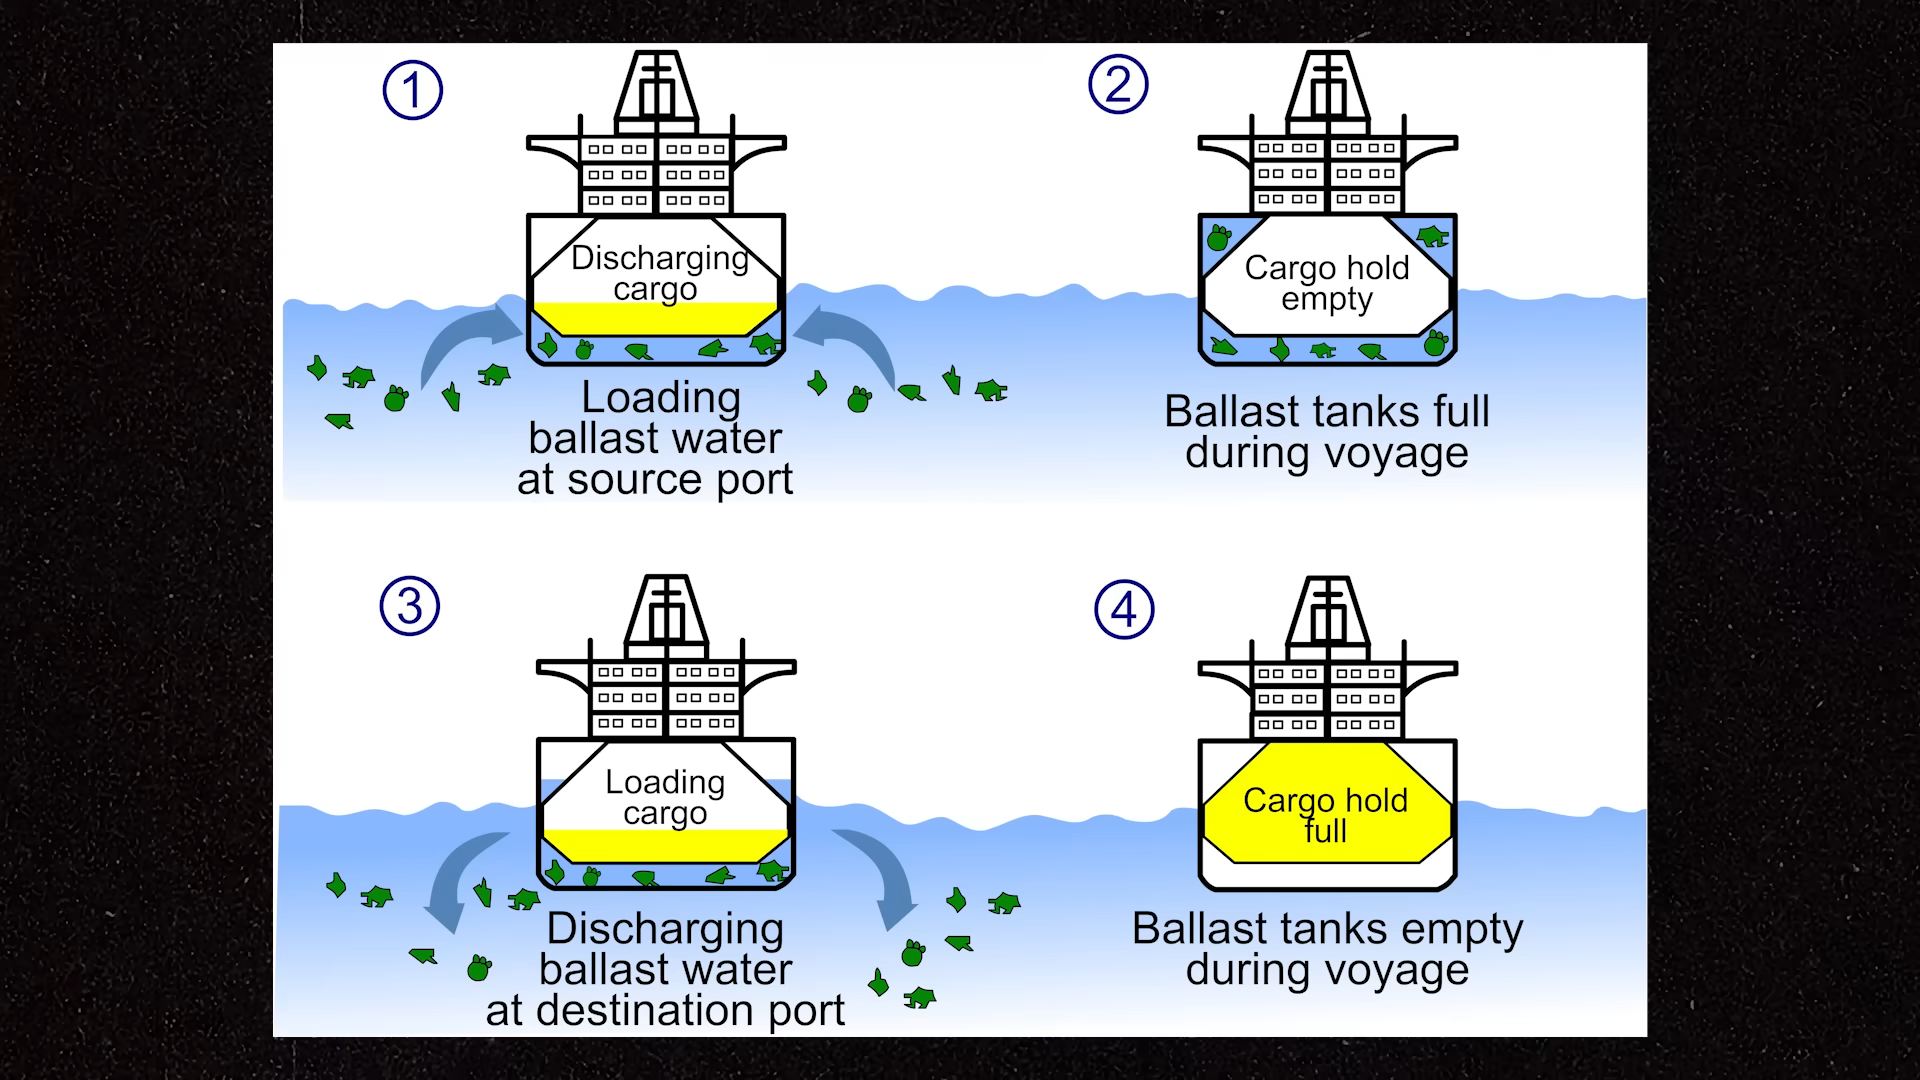 1
Discharging
cargo
Loading
ballast water
at source port
2
Cargo hold
empty
Ballast tanks full
during voyage
3
Loading
cargo
Discharging
ballast water
at destination port
4
Cargo hold
full
Ballast tanks empty
during voyage